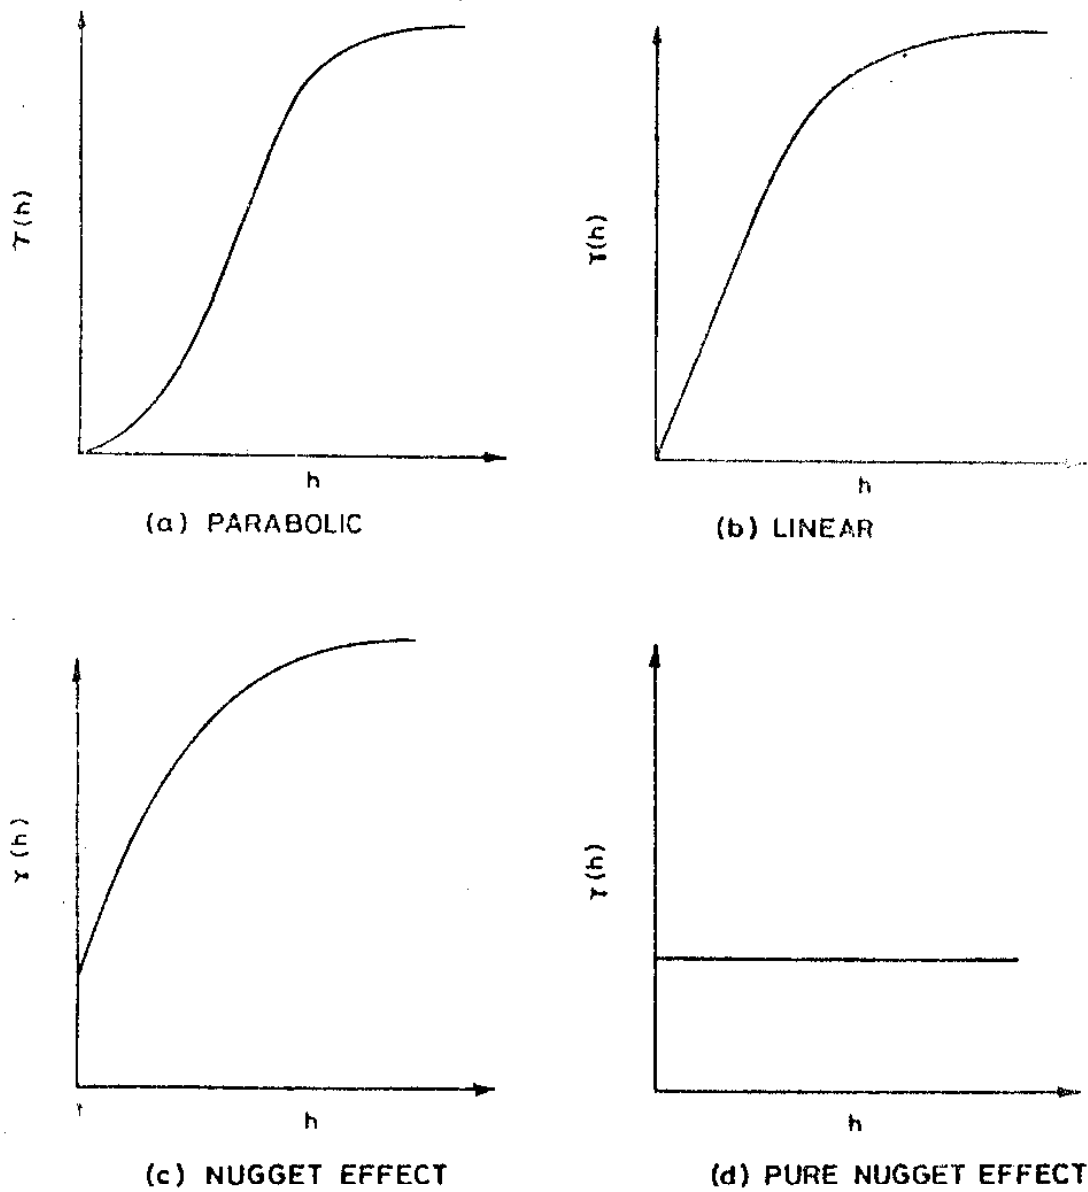 γ(h)
h
(a) PARABOLIC
γ(h)
h
(b) LINEAR
γ(h)
h
(c) NUGGET EFFECT
γ(h)
h
(d) PURE NUGGET EFFECT